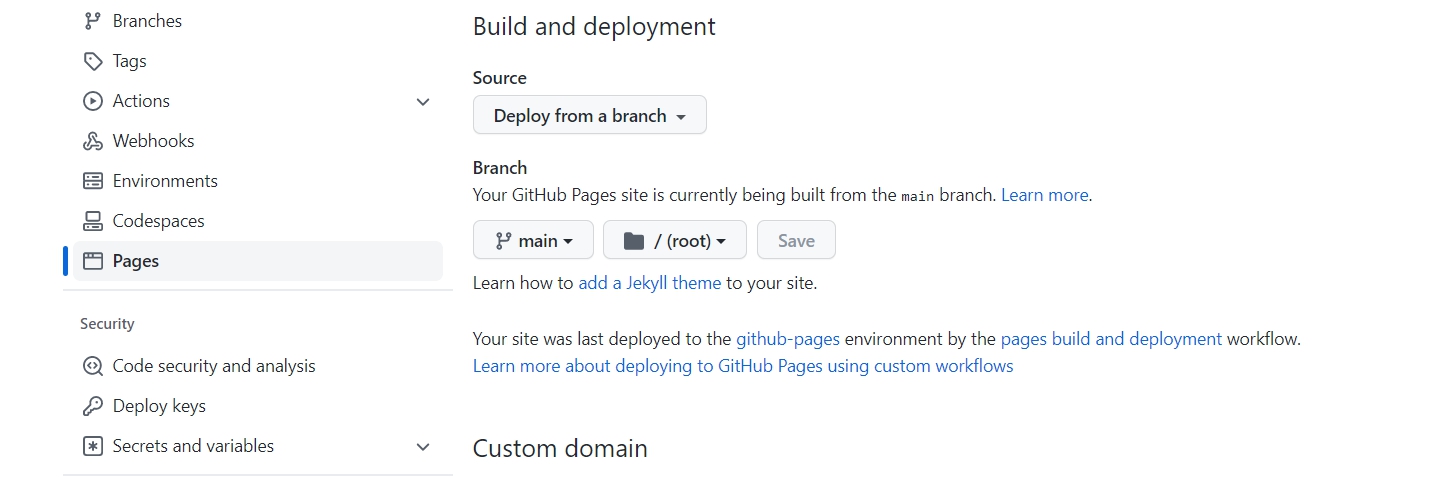 Branches
Tags
Actions
Webhooks
Environments
Codespaces
Pages
Security
Code security and analysis
Deploy keys
Secrets and variables
Build and deployment
Source
Deploy from a branch
Branch
Your GitHub Pages site is currently being built from the main branch. Learn more.
main / (root) Save
Learn how to add a Jekyll theme to your site.
Your site was last deployed to the github-pages environment by the pages build and deployment workflow.
Learn more about deploying to GitHub Pages using custom workflows
Custom domain